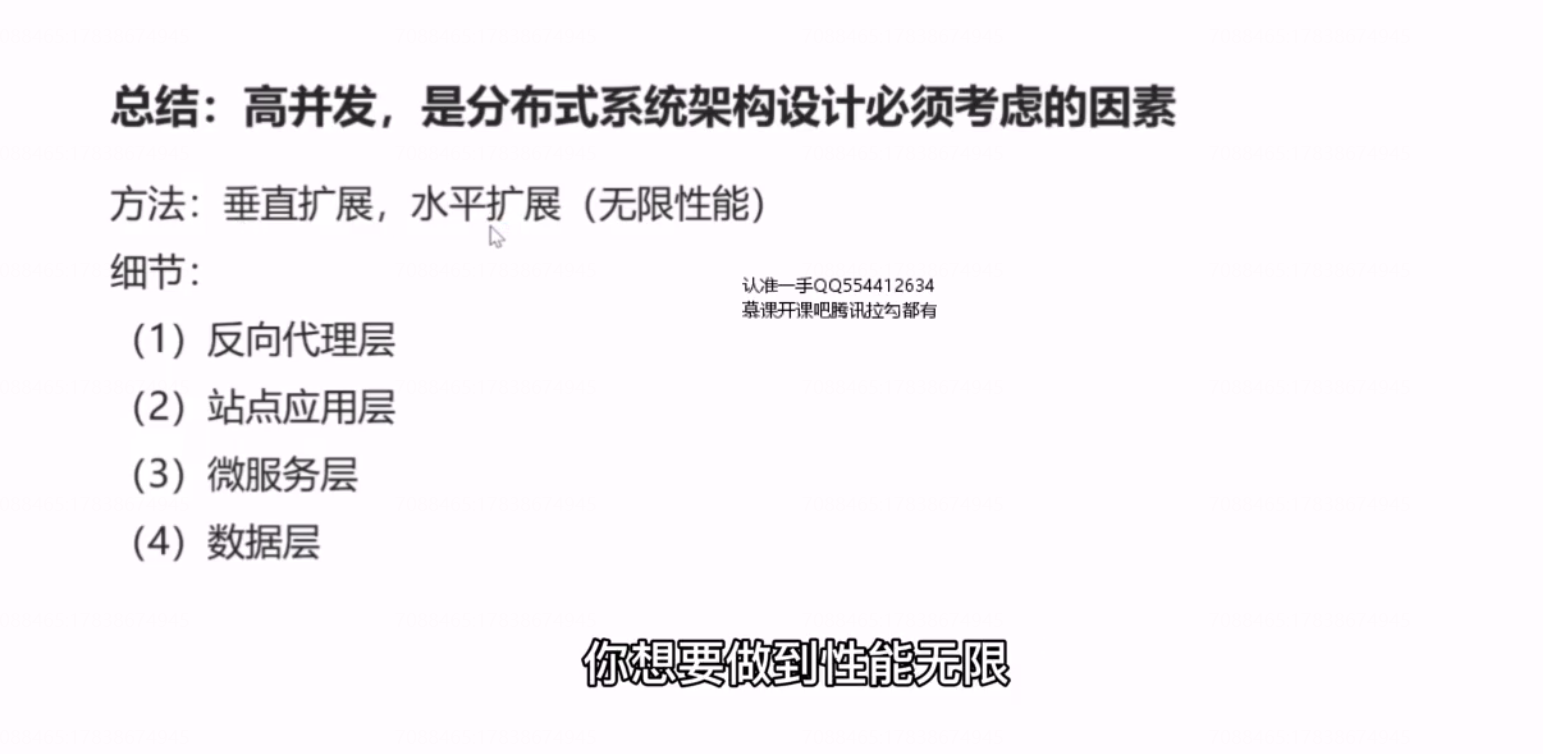 总结：高并发，是分布式系统架构设计必须考虑的因素
方法：垂直扩展，水平扩展（无限性能）
细节：
认准一手QQ554412634
慕课开课吧腾讯拉勾都有
（1）反向代理层
（2）站点应用层
（3）微服务层
（4）数据层
你想要做到性能无限